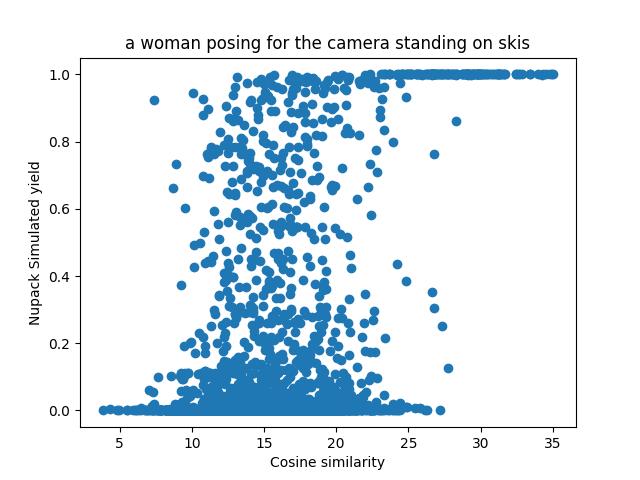 a woman posing for the camera standing on skis
1.0
0.8
0.6
0.4
0.2
0.0
Nupack Simulated yield
5 10 15 20 25 30 35
Cosine similarity